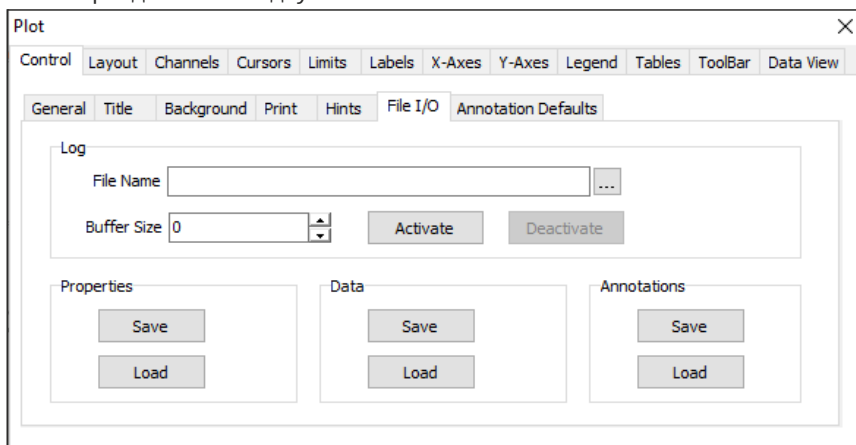 Plot
Control Layout Channels Cursors Limits Labels X-Axes Y-Axes Legend Tables ToolBar Data View
General Title Background Print Hints File I/O Annotation Defaults
Log
File Name ...
Buffer Size 0 Activate Deactivate
Properties Data Annotations
Save Save Save
Load Load Load